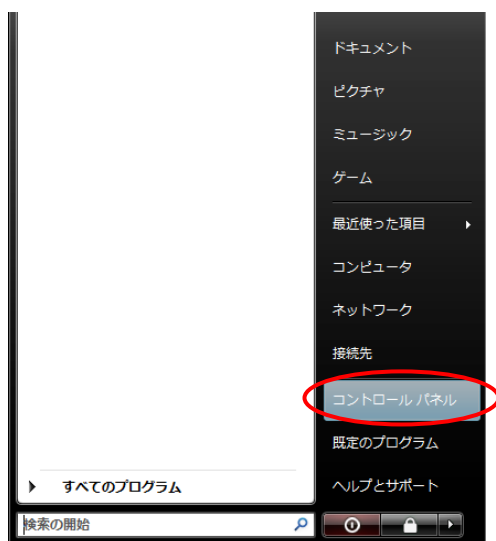 ドキュメント
ピクチャ
ミュージック
ゲーム
最近使った項目
コンピュータ
ネットワーク
接続先
コントロール パネル
既定のプログラム
ヘルプとサポート
すべてのプログラム
検索の開始